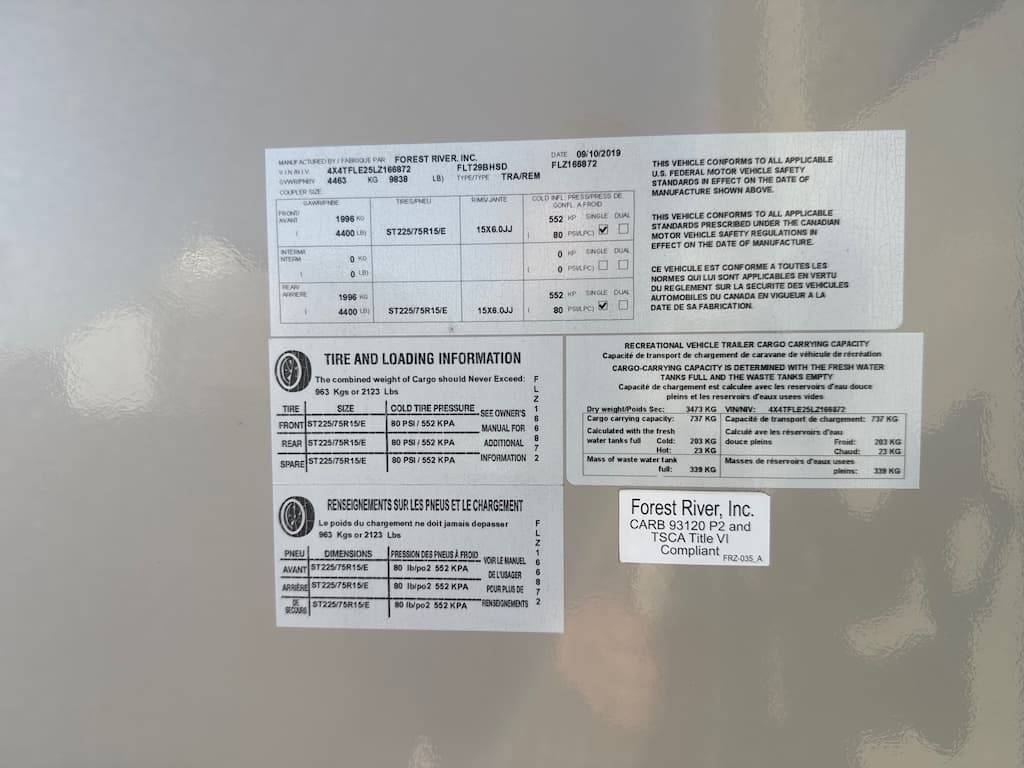 MANUFACTURED BY / FABRIQUE PAR FOREST RIVER, INC. DATE 09/10/2019
V.I.N/N.I.V. 4X4TFLE25LZ166872 FLT29BHSD FLZ166872
GVWR/PNBV 4463 KG 9838 LB) TYPE/TYPE TRA/REM
COUPLER SIZE
GAWR/PNBE TIRES/PNEU RIMS/JANTE COLD INFL. PRESS/PRESS DE
GONFL A FROID
FRONT/
AVANT 1996 KG 552 KP SINGLE DUAL
( 4400 LB) ST225/75R15/E 15X6.0JJ ( 80 PSI/LPC)
INTERM/
NTERM 0 KG 0 KP SINGLE DUAL
( 0 LB) ( 0 PSI/LPC)
REAR/
ARRIERE 1996 KG 552 KP SINGLE DUAL
( 4400 LB) ST225/75R15/E 15X6.0JJ ( 80 PSI/LPC)
THIS VEHICLE CONFORMS TO ALL APPLICABLE
U.S. FEDERAL MOTOR VEHICLE SAFETY
STANDARDS IN EFFECT ON THE DATE OF
MANUFACTURE SHOWN ABOVE.
THIS VEHICLE CONFORMS TO ALL APPLICABLE
STANDARDS PRESCRIBED UNDER THE CANADIAN
MOTOR VEHICLE SAFETY REGULATIONS IN
EFFECT ON THE DATE OF MANUFACTURE.
CE VEHICULE EST CONFORME A TOUTES LES
NORMES QUI LUI SONT APPLICABLES EN VERTU
DU REGLEMENT SUR LA SECURITE DES VEHICULES
AUTOMOBILES DU CANADA EN VIGUEUR A LA
DATE DE SA FABRICATION.
TIRE AND LOADING INFORMATION
The combined weight of Cargo should Never Exceed:
963 Kgs or 2123 Lbs
TIRE SIZE COLD TIRE PRESSURE SEE OWNER'S
FRONT ST225/75R15/E 80 PSI / 552 KPA MANUAL FOR
REAR ST225/75R15/E 80 PSI / 552 KPA ADDITIONAL
SPARE ST225/75R15/E 80 PSI / 552 KPA INFORMATION
FLZ166872
RECREATIONAL VEHICLE TRAILER CARGO CARRYING CAPACITY
Capacité de transport de chargement de caravane de véhicule de récréation
CARGO-CARRYING CAPACITY IS DETERMINED WITH THE FRESH WATER
TANKS FULL AND THE WASTE TANKS EMPTY
Capacité de chargement est calculee avec les reservoirs d'eau douce
pleins et les reservoirs d'eaux usees vides
Dry weight/Poids Sec: 3473 KG VIN/NIV: 4X4TFLE25LZ166872
Cargo carrying capacity: 737 KG Capacité de transport de chargement: 737 KG
Calculated with the fresh Calculé ave les réservoirs d'eau
water tanks full Cold: 203 KG douce pleins Froid: 203 KG
Hot: 23 KG Chaud: 23 KG
Mass of waste water tank Masses de réservoirs d'eaux usees
full: 339 KG pleins: 339 KG
RENSEIGNEMENTS SUR LES PNEUS ET LE CHARGEMENT
Le poids du chargement ne doit jamais depasser
963 Kgs or 2123 Lbs
PNEU DIMENSIONS PRESSION DES PNEUS À FROID VOIR LE MANUEL
AVANT ST225/75R15/E 80 lb/po2 552 KPA DE L'USAGER
ARRIÈRE ST225/75R15/E 80 lb/po2 552 KPA POUR PLUS DE
DE
SECOURS ST225/75R15/E 80 lb/po2 552 KPA RENSEIGNEMENTS
FLZ166872
Forest River, Inc.
CARB 93120 P2 and
TSCA Title VI
Compliant
FRZ-035_A